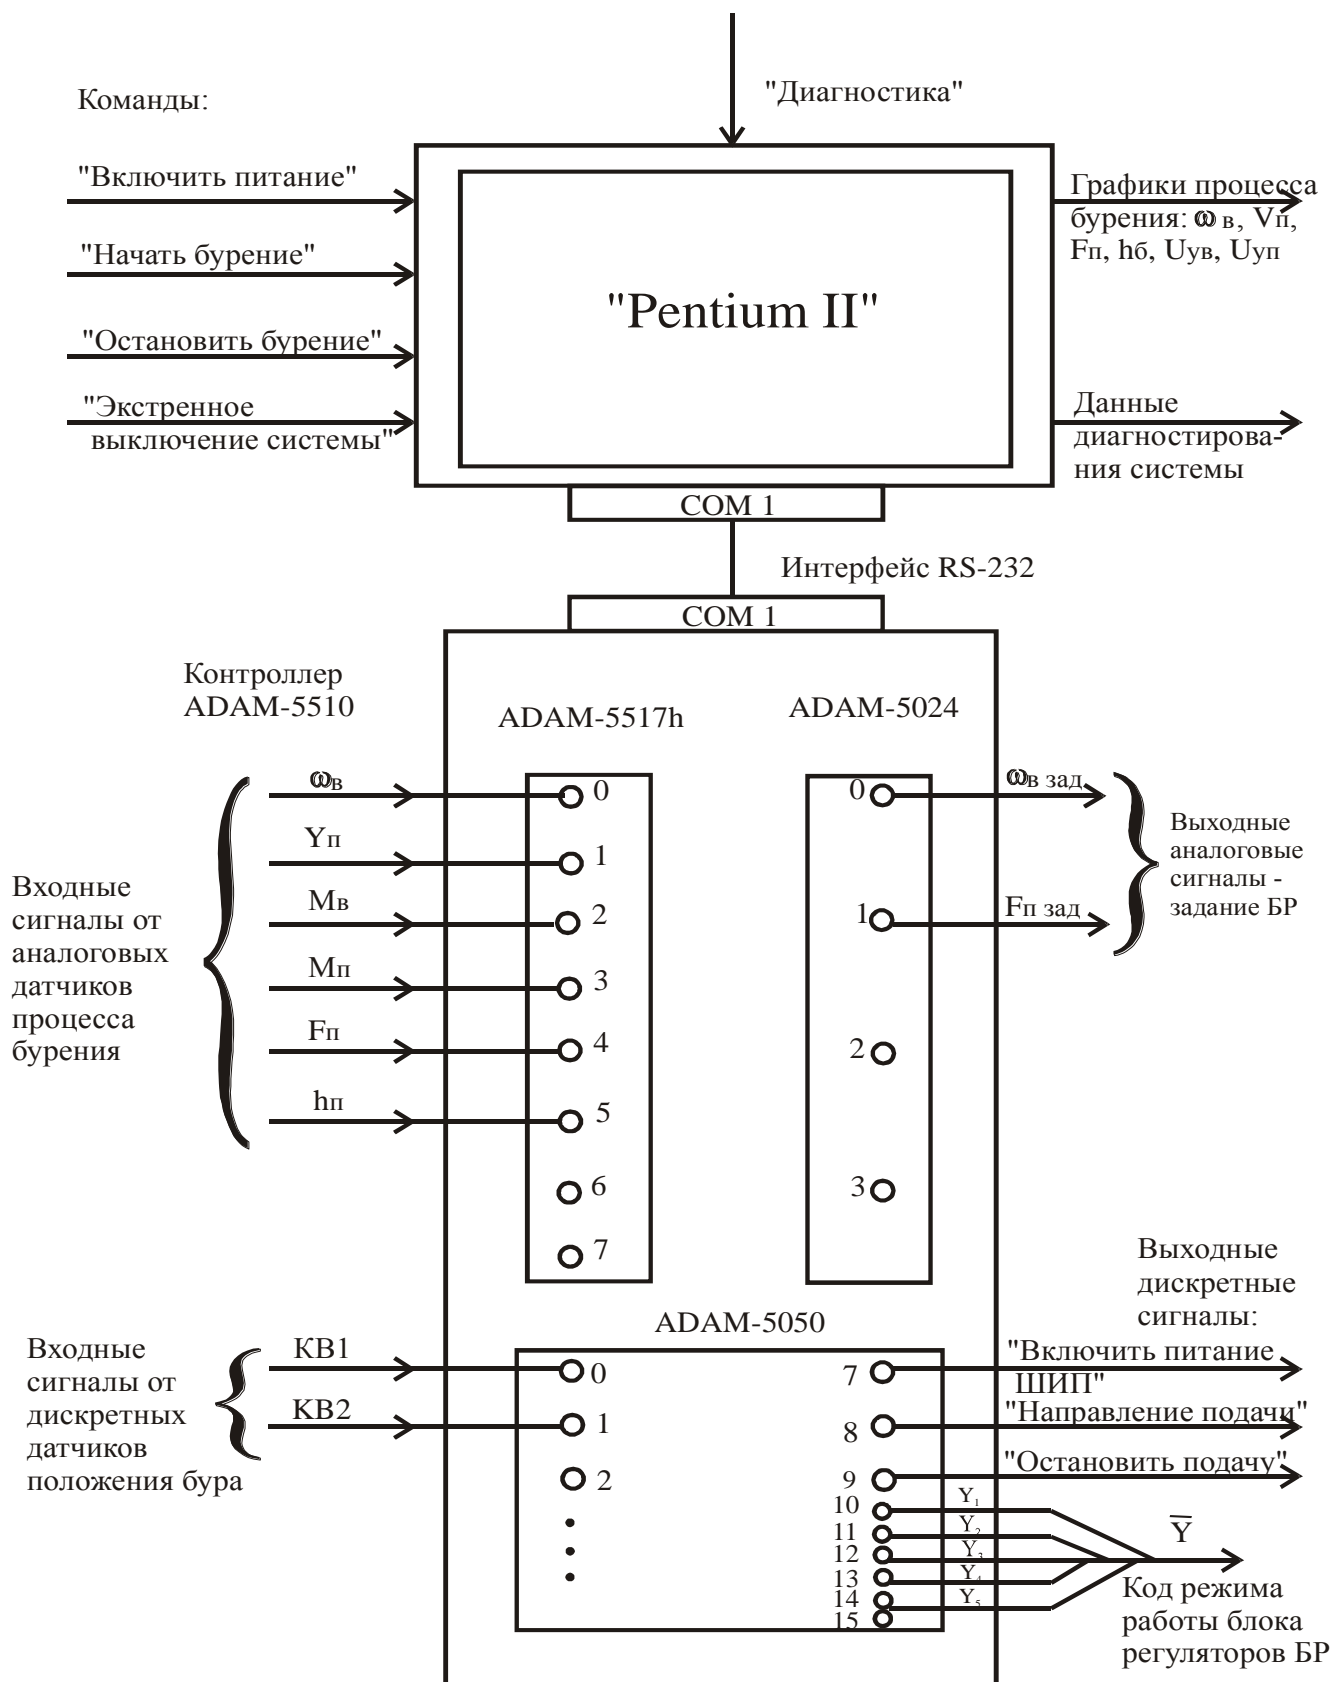 "Диагностика"
Команды:
"Включить питание"
"Начать бурение"
"Остановить бурение"
"Экстренное
выключение системы"
"Pentium II"
Графики процесса
бурения: ω в, Vп,
Fп, hб, Uув, Uуп
Данные
диагностирова-
ния системы
COM 1
Интерфейс RS-232
COM 1
Контроллер
ADAM-5510
ADAM-5517h
ADAM-5024
Входные
сигналы от
аналоговых
датчиков
процесса
бурения
ωв
Yп
Мв
Мп
Fп
hп
0
1
2
3
4
5
6
7
0
1
2
3
ωв зад
Fп зад
Выходные
аналоговые
сигналы -
задание БР
ADAM-5050
Входные
сигналы от
дискретных
датчиков
положения бура
КВ1
КВ2
0
1
2
7
8
9
10
11
12
13
14
15
Выходные
дискретные
сигналы:
"Включить питание
ШИП"
"Направление подачи"
"Остановить подачу"
Y1
Y2
Y3
Y4
Y5
Y̅
Код режима
работы блока
регуляторов БР